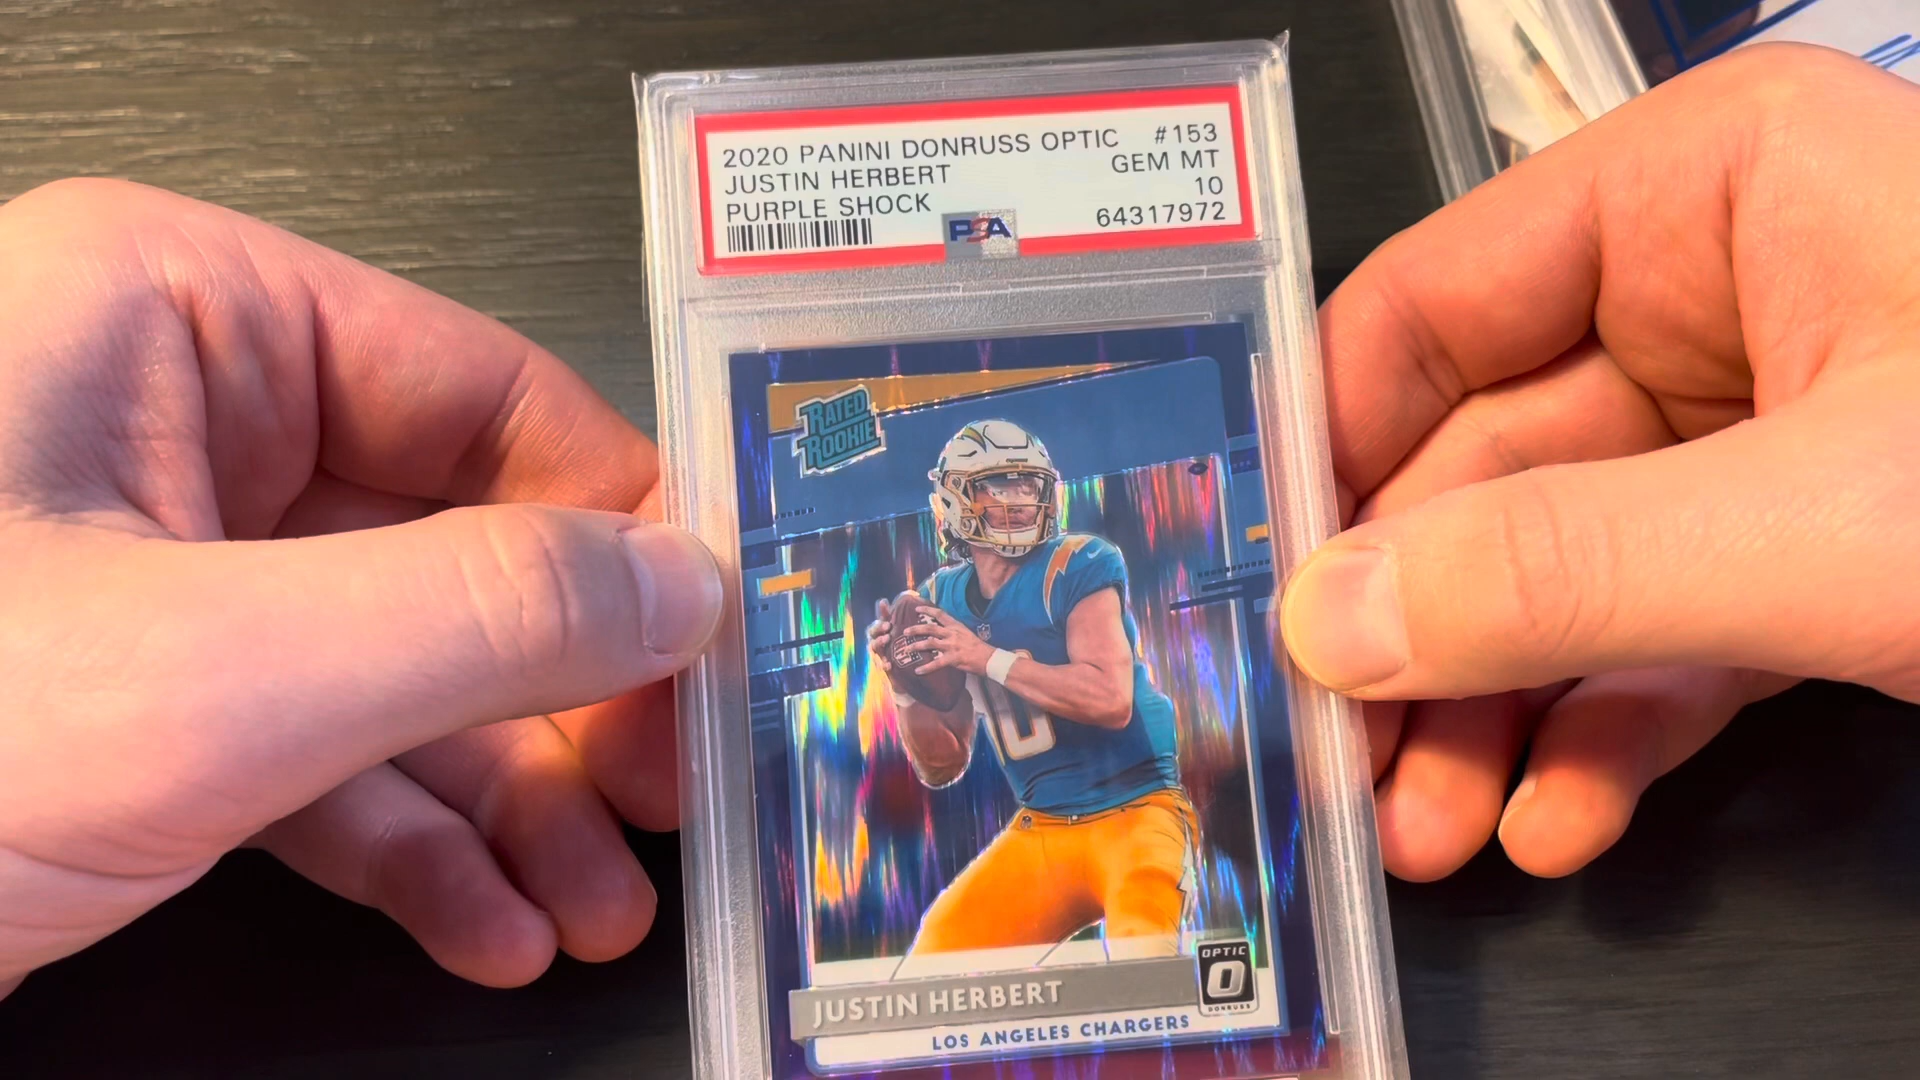 2020 PANINI DONRUSS OPTIC #153
JUSTIN HERBERT GEM MT
PURPLE SHOCK 10
PSA 64317972
RATED
ROOKIE
10
OPTIC
O
DONRUSS
JUSTIN HERBERT
LOS ANGELES CHARGERS